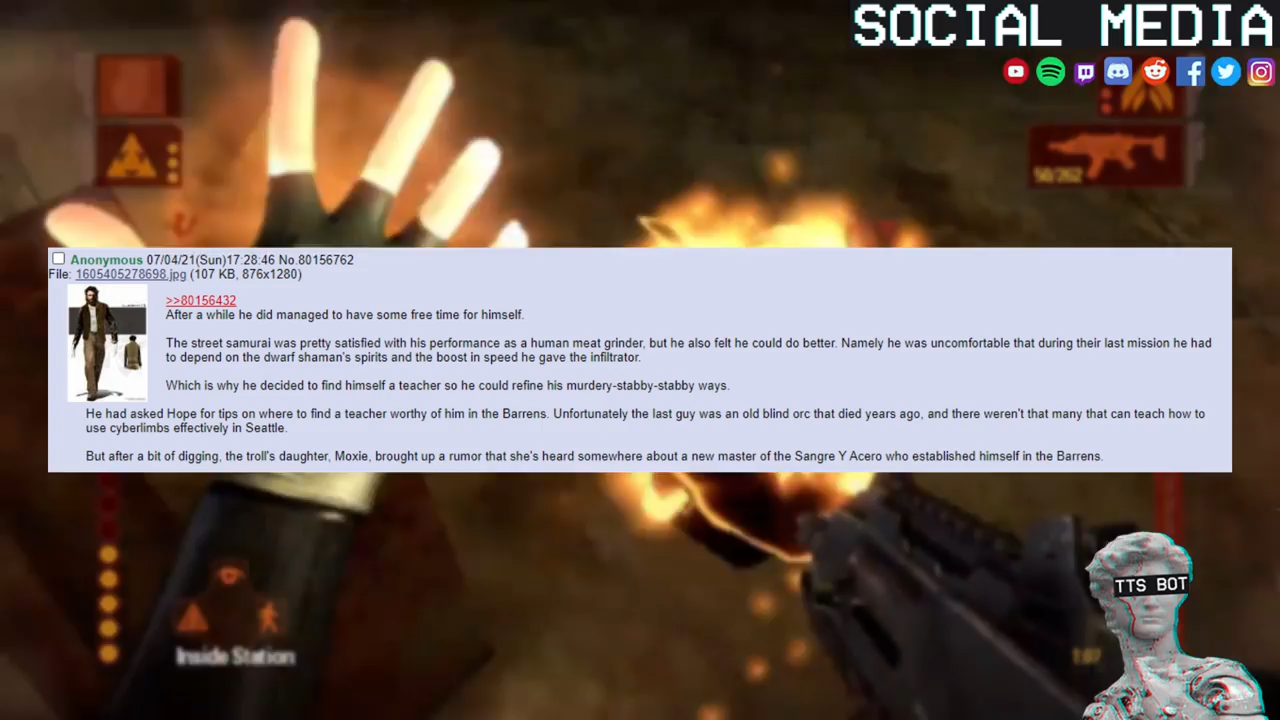 SOCIAL MEDIA
50/262
Anonymous 07/04/21(Sun)17:28:46 No.80156762
File: 1605405278698.jpg (107 KB, 876x1280)
>>80156432
After a while he did managed to have some free time for himself.
The street samurai was pretty satisfied with his performance as a human meat grinder, but he also felt he could do better. Namely he was uncomfortable that during their last mission he had
to depend on the dwarf shaman's spirits and the boost in speed he gave the infiltrator.
Which is why he decided to find himself a teacher so he could refine his murdery-stabby-stabby ways.
He had asked Hope for tips on where to find a teacher worthy of him in the Barrens. Unfortunately the last guy was an old blind orc that died years ago, and there weren't that many that can teach how to
use cyberlimbs effectively in Seattle.
But after a bit of digging, the troll's daughter, Moxie, brought up a rumor that she's heard somewhere about a new master of the Sangre Y Acero who established himself in the Barrens.
TTS BOT
Inside Station